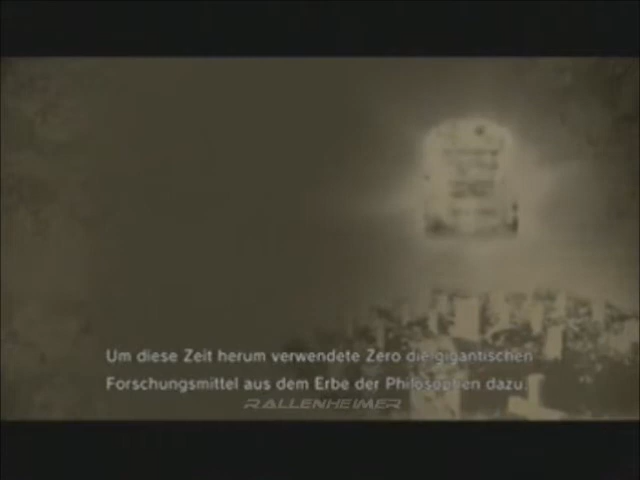 Um diese Zeit herum verwendete Zero die gigantischen
Forschungsmittel aus dem Erbe der Philosophen dazu,
RALLENHEIMER